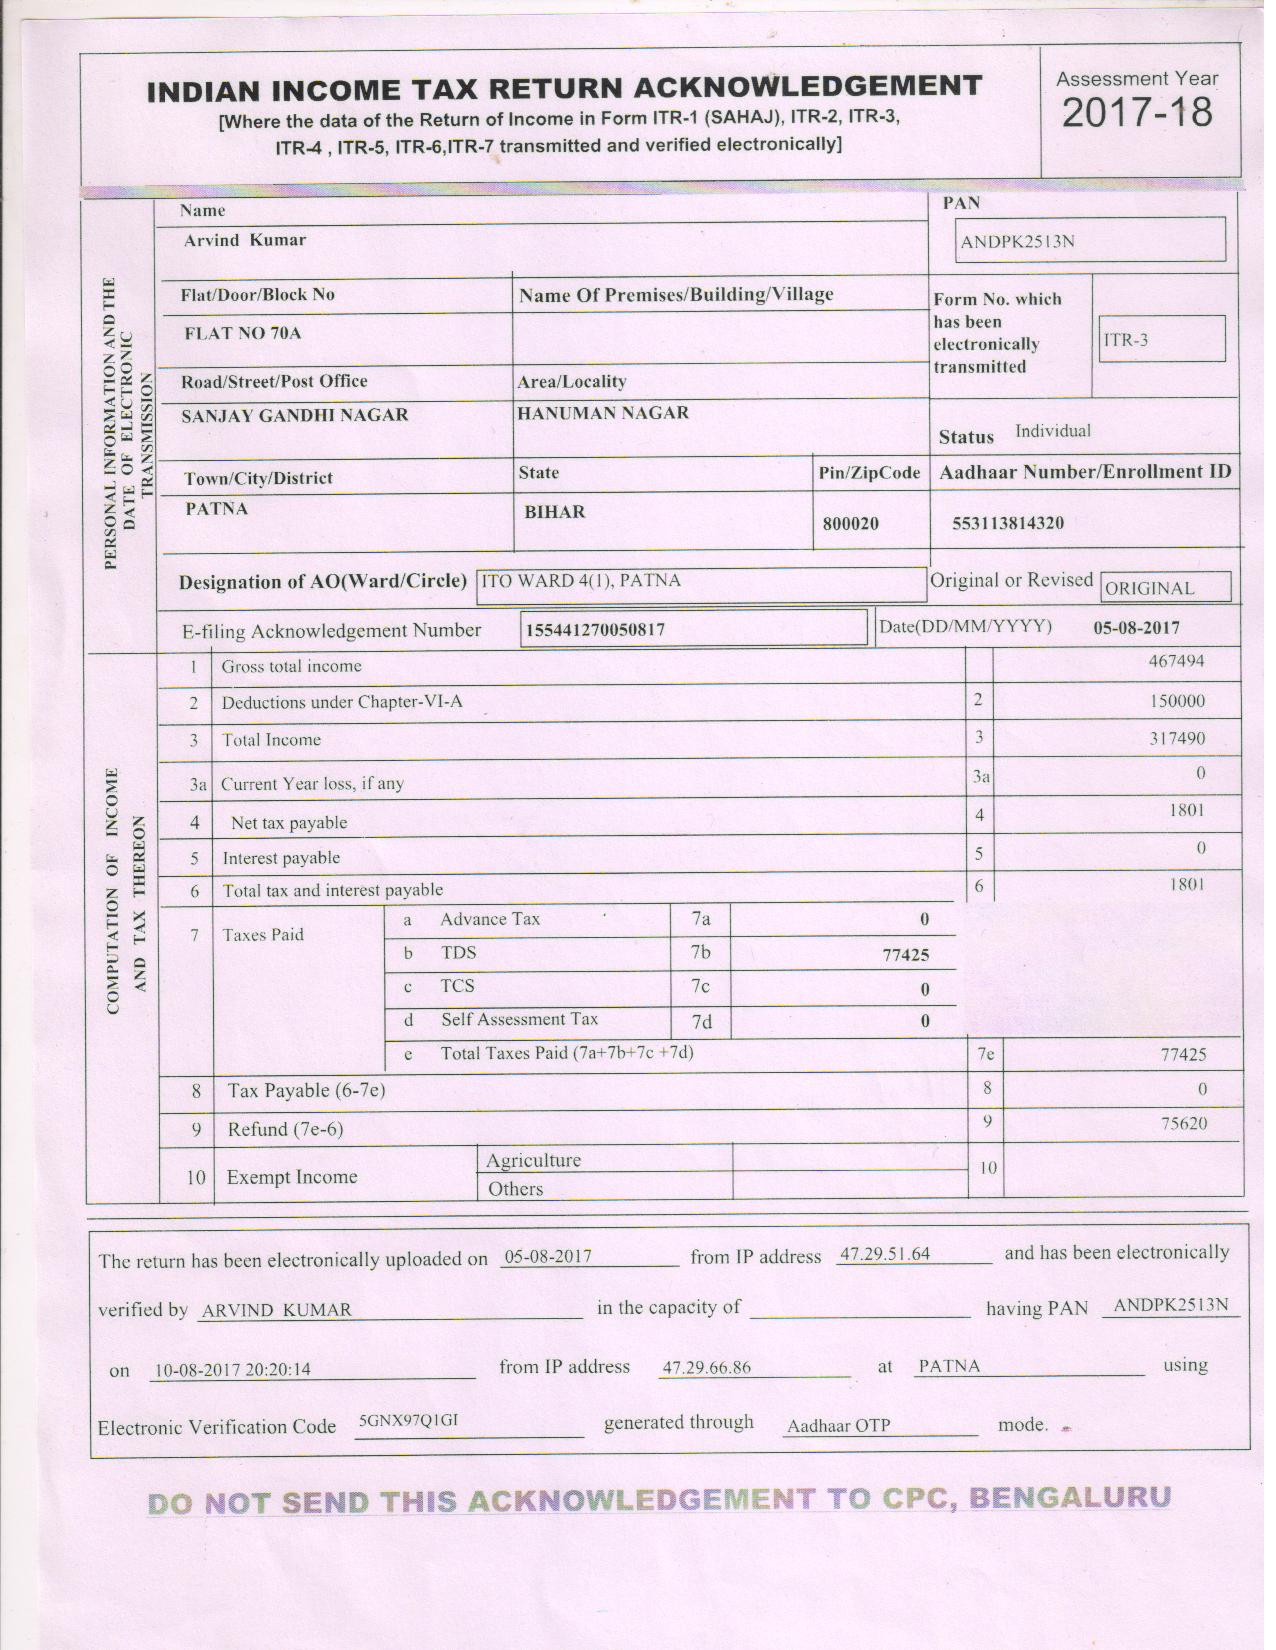 INDIAN INCOME TAX RETURN ACKNOWLEDGEMENT
[Where the data of the Return of Income in Form ITR-1 (SAHAJ), ITR-2, ITR-3,
ITR-4 , ITR-5, ITR-6,ITR-7 transmitted and verified electronically]
Assessment Year
2017-18
PERSONAL INFORMATION AND THE
DATE OF ELECTRONIC
TRANSMISSION
Name
Arvind Kumar
PAN
ANDPK2513N
Flat/Door/Block No
FLAT NO 70A
Name Of Premises/Building/Village
Form No. which
has been
electronically
transmitted
ITR-3
Road/Street/Post Office
SANJAY GANDHI NAGAR
Area/Locality
HANUMAN NAGAR
Status Individual
Town/City/District
PATNA
State
BIHAR
Pin/ZipCode
800020
Aadhaar Number/Enrollment ID
553113814320
Designation of AO(Ward/Circle) ITO WARD 4(1), PATNA
Original or Revised ORIGINAL
E-filing Acknowledgement Number 155441270050817
Date(DD/MM/YYYY) 05-08-2017
COMPUTATION OF INCOME
AND TAX THEREON
1 Gross total income 467494
2 Deductions under Chapter-VI-A 2 150000
3 Total Income 3 317490
3a Current Year loss, if any 3a 0
4 Net tax payable 4 1801
5 Interest payable 5 0
6 Total tax and interest payable 6 1801
7 Taxes Paid
a Advance Tax 7a 0
b TDS 7b 77425
c TCS 7c 0
d Self Assessment Tax 7d 0
e Total Taxes Paid (7a+7b+7c +7d) 7e 77425
8 Tax Payable (6-7e) 8 0
9 Refund (7e-6) 9 75620
10 Exempt Income
Agriculture
Others
10
The return has been electronically uploaded on 05-08-2017 from IP address 47.29.51.64 and has been electronically
verified by ARVIND KUMAR in the capacity of having PAN ANDPK2513N
on 10-08-2017 20:20:14 from IP address 47.29.66.86 at PATNA using
Electronic Verification Code 5GNX97Q1GI generated through Aadhaar OTP mode.
DO NOT SEND THIS ACKNOWLEDGEMENT TO CPC, BENGALURU